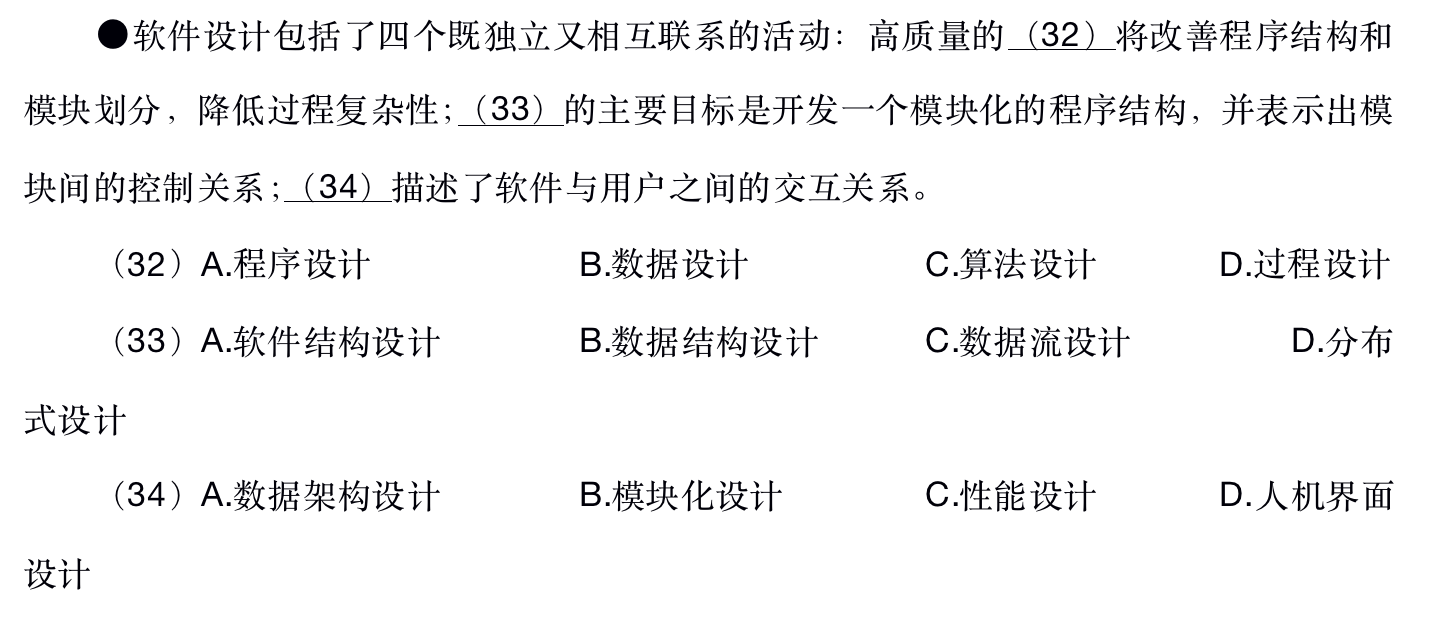 ●软件设计包括了四个既独立又相互联系的活动：高质量的（32）将改善程序结构和
模块划分，降低过程复杂性；（33）的主要目标是开发一个模块化的程序结构，并表示出模
块间的控制关系；（34）描述了软件与用户之间的交互关系。
（32）A.程序设计 B.数据设计 C.算法设计 D.过程设计
（33）A.软件结构设计 B.数据结构设计 C.数据流设计 D.分布
式设计
（34）A.数据架构设计 B.模块化设计 C.性能设计 D.人机界面
设计